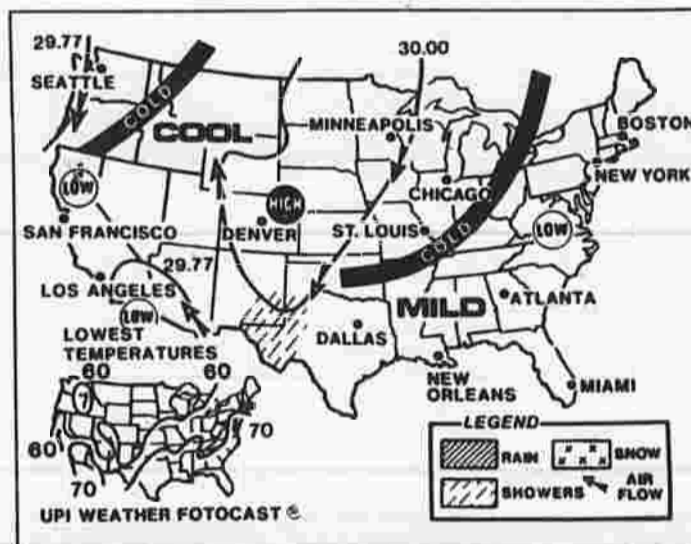 29.77
30.00
SEATTLE
COLD
COOL
MINNEAPOLIS
BOSTON
LOW
HIGH
CHICAGO
NEW YORK
SAN FRANCISCO
DENVER
ST. LOUIS
COLD
LOW
29.77
LOS ANGELES
LOW
MILD
ATLANTA
LOWEST
TEMPERATURES
DALLAS
60
60
NEW
ORLEANS
MIAMI
7
70
60
70
LEGEND
RAIN
SNOW
SHOWERS
AIR
FLOW
UPI WEATHER FOTOCAST ®